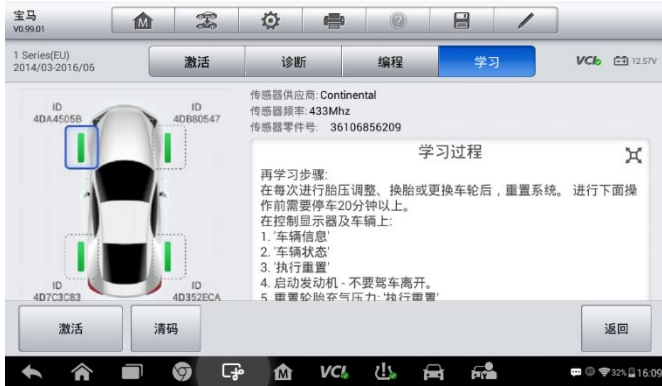 宝马
V0.99.01
1 Series(EU)
2014/03-2016/06
激活
诊断
编程
学习
VCI
12.57V
ID
4DA4505B
ID
4DB80547
ID
4D7C3C83
ID
4D352ECA
传感器供应商: Continental
传感器频率: 433Mhz
传感器零件号: 36106856209
学习过程
再学习步骤:
在每次进行胎压调整、换胎或更换车轮后，重置系统。 进行下面操
作前需要停车20分钟以上。
在控制显示器及车辆上:
1. '车辆信息'
2. '车辆状态'
3. '执行重置'
4. 启动发动机 - 不要驾车离开。
5. 重置轮胎充气压力: '执行重置'
激活
清码
返回
VCI
32%
16:09